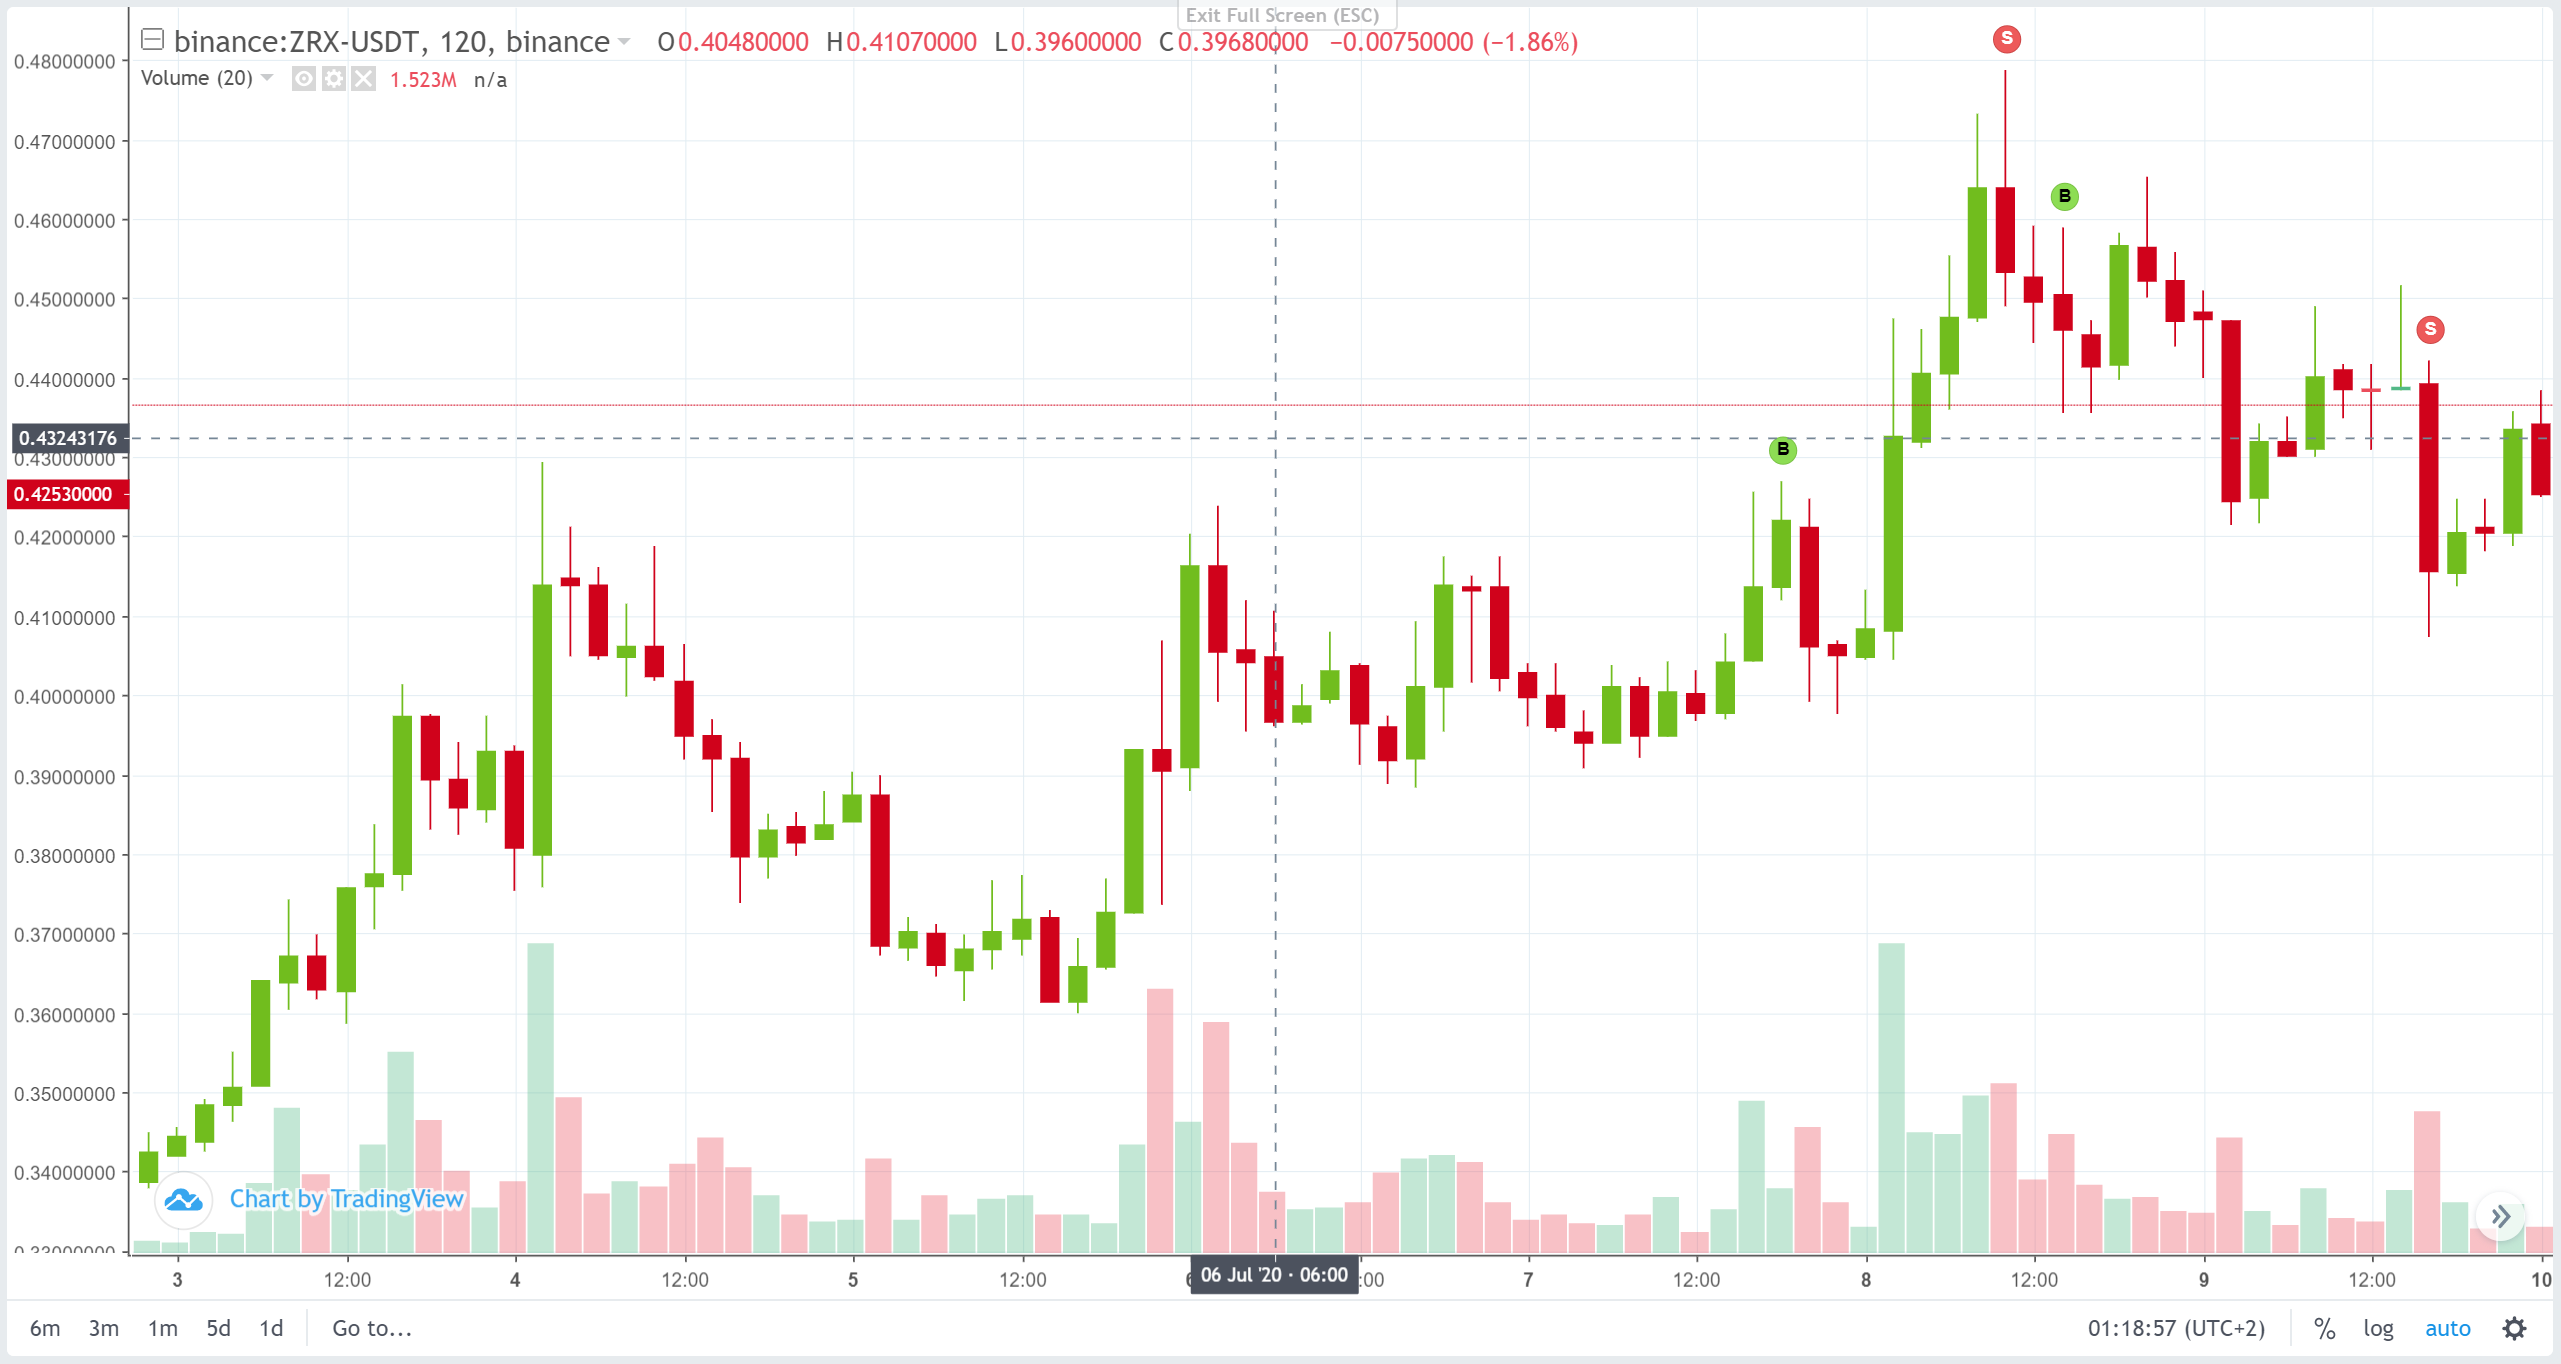 Exit Full Screen (ESC)
binance:ZRX-USDT, 120, binance O0.40480000 H0.41070000 L0.39600000 C0.39680000 −0.00750000 (−1.86%)
Volume (20) 1.523M n/a
S
B
S
B
0.48000000
0.47000000
0.46000000
0.45000000
0.44000000
0.43243176
0.43000000
0.42530000
0.42000000
0.41000000
0.40000000
0.39000000
0.38000000
0.37000000
0.36000000
0.35000000
0.34000000
0.33000000
Chart by TradingView
3 12:00 4 12:00 5 12:00 6 06 Jul '20 · 06:00 :00 7 12:00 8 12:00 9 12:00 10
6m 3m 1m 5d 1d Go to... 01:18:57 (UTC+2) % log auto